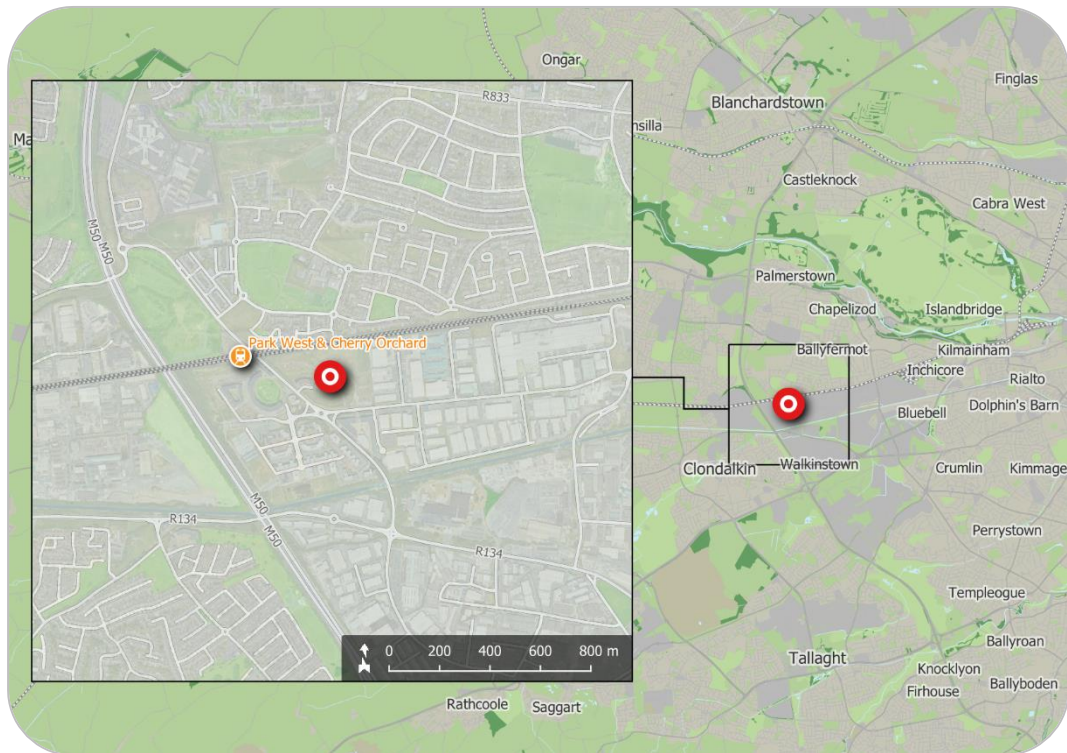 Ongar
Finglas
Blanchardstown
nsilla
Ma
R833
Castleknock
Cabra West
M50 M50
Palmerstown
Chapelizod
Islandbridge
Park West & Cherry Orchard
Ballyfermot
Kilmainham
Inchicore
Rialto
Bluebell
Dolphin's Barn
Clondalkin
Walkinstown
Crumlin
Kimmage
M50
M50
R134
R134
Perrystown
Templeogue
Ballyroan
Tallaght
Knocklyon
Ballyboden
Firhouse
0 200 400 600 800 m
Rathcoole
Saggart